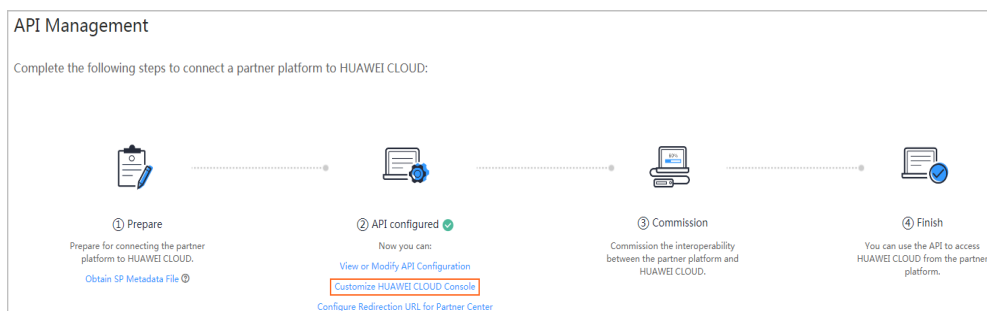 API Management
Complete the following steps to connect a partner platform to HUAWEI CLOUD:
80%
① Prepare
Prepare for connecting the partner
platform to HUAWEI CLOUD.
Obtain SP Metadata File
② API configured
Now you can:
View or Modify API Configuration
Customize HUAWEI CLOUD Console
Configure Redirection URL for Partner Center
③ Commission
Commission the interoperability
between the partner platform and
HUAWEI CLOUD.
④ Finish
You can use the API to access
HUAWEI CLOUD from the partner
platform.